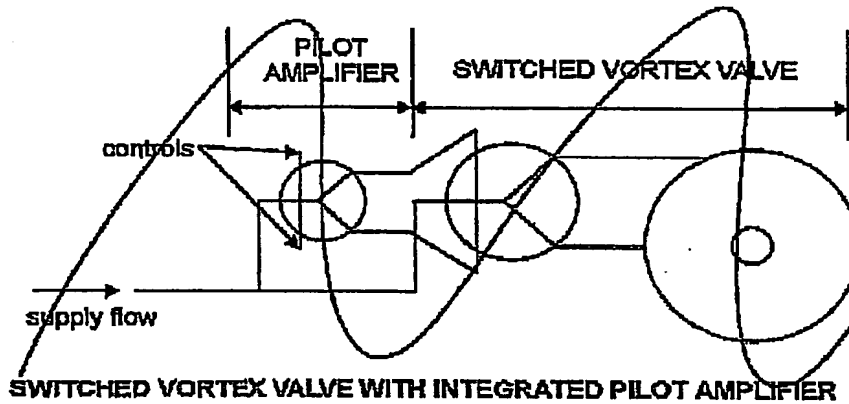 PILOT
AMPLIFIER
SWITCHED VORTEX VALVE
controls
supply flow
SWITCHED VORTEX VALVE WITH INTEGRATED PILOT AMPLIFIER